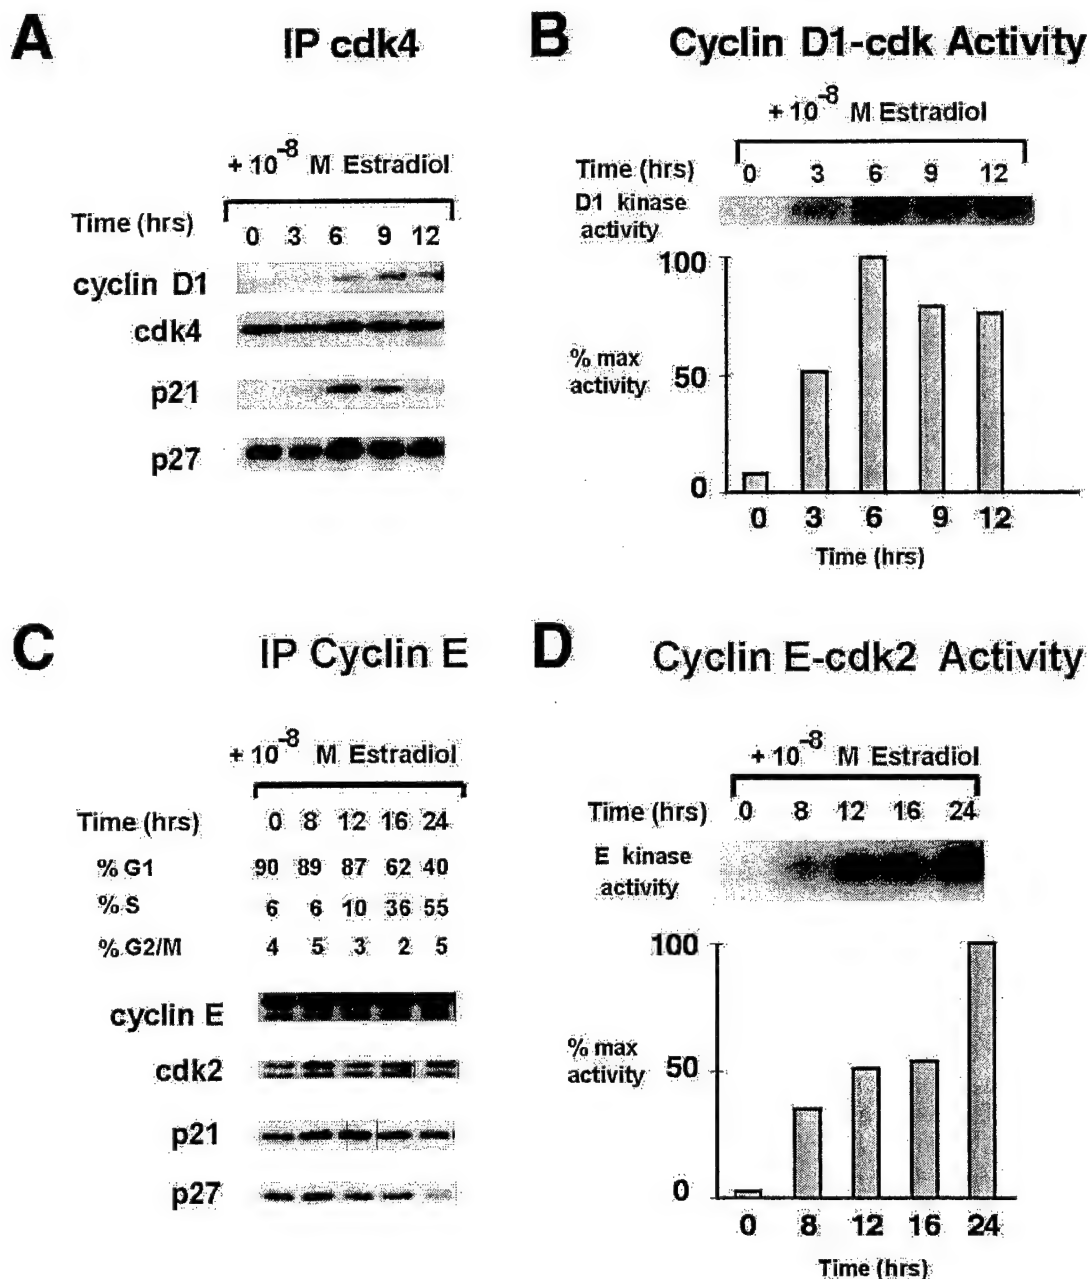 A
IP cdk4
+ 10-8 M Estradiol
Time (hrs)
0 3 6 9 12
cyclin D1
cdk4
p21
p27
B
Cyclin D1-cdk Activity
+ 10-8 M Estradiol
Time (hrs) 0 3 6 9 12
D1 kinase
activity
100
% max
activity
50
0
0 3 6 9 12
Time (hrs)
C
IP Cyclin E
+ 10-8 M Estradiol
Time (hrs) 0 8 12 16 24
% G1 90 89 87 62 40
% S 6 6 10 36 55
% G2/M 4 5 3 2 5
cyclin E
cdk2
p21
p27
D
Cyclin E-cdk2 Activity
+ 10-8 M Estradiol
Time (hrs) 0 8 12 16 24
E kinase
activity
100
% max
activity
50
0
0 8 12 16 24
Time (hrs)